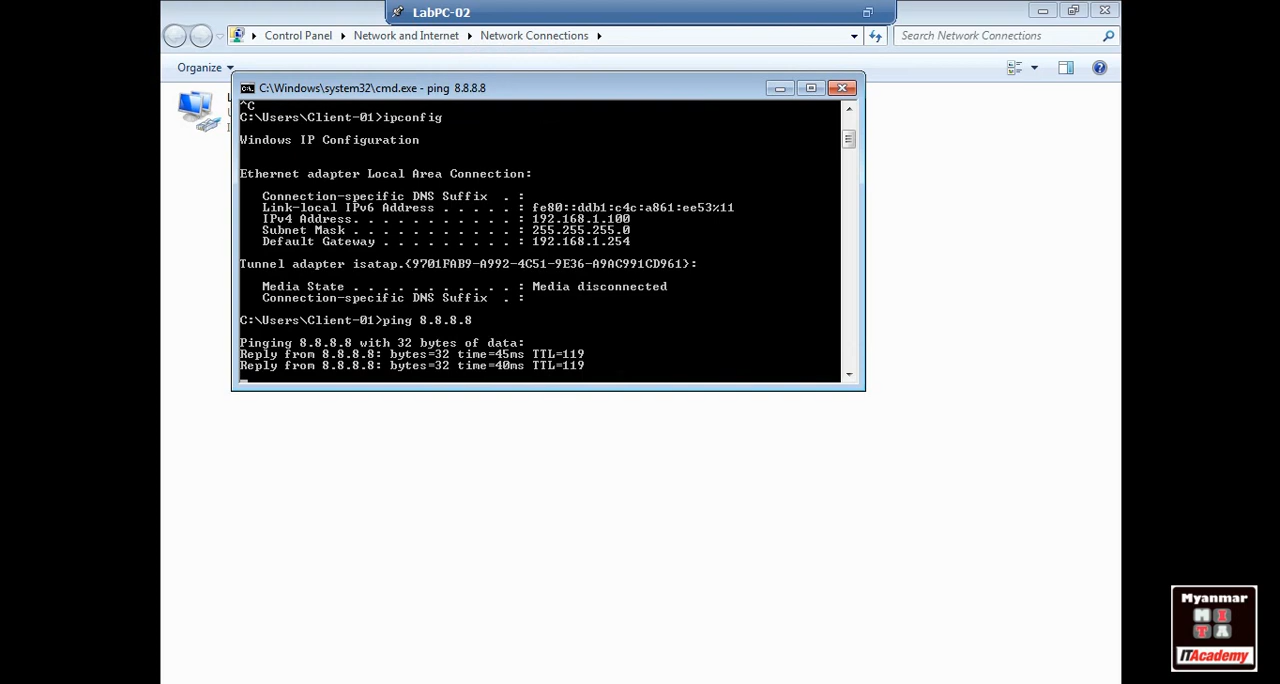 LabPC-02
Control Panel
Network and Internet
Network Connections
Search Network Connections
Organize
C:\Windows\system32\cmd.exe - ping 8.8.8.8
^C
C:\Users\Client-01>ipconfig
Windows IP Configuration
Ethernet adapter Local Area Connection:
Connection-specific DNS Suffix  . :
Link-local IPv6 Address . . . . . : fe80::ddb1:c4c:a861:ee53%11
IPv4 Address. . . . . . . . . . . : 192.168.1.100
Subnet Mask . . . . . . . . . . . : 255.255.255.0
Default Gateway . . . . . . . . . : 192.168.1.254
Tunnel adapter isatap.{9701FAB9-A992-4C51-9E36-A9AC991CD961}:
Media State . . . . . . . . . . . : Media disconnected
Connection-specific DNS Suffix  . :
C:\Users\Client-01>ping 8.8.8.8
Pinging 8.8.8.8 with 32 bytes of data:
Reply from 8.8.8.8: bytes=32 time=45ms TTL=119
Reply from 8.8.8.8: bytes=32 time=40ms TTL=119
Myanmar
M I
T A
ITAcademy